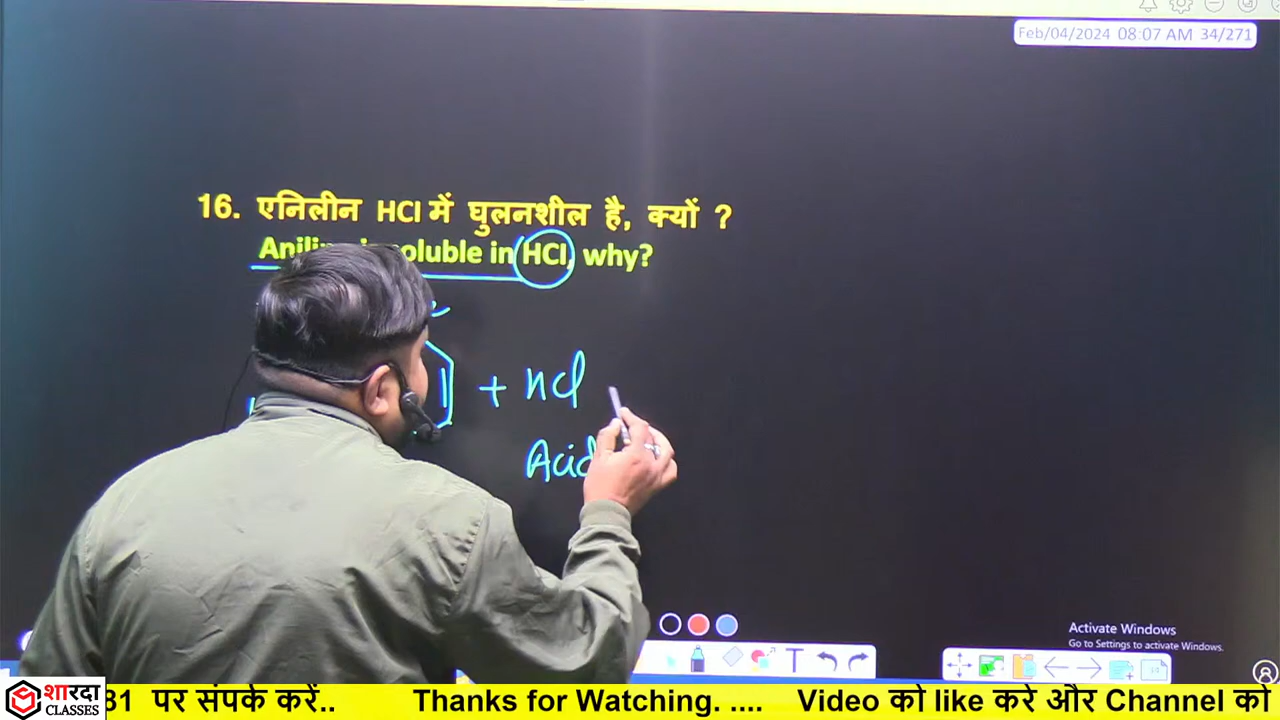 Feb/04/2024 08:07 AM 34/271
16. एनिलीन HCl में घुलनशील है, क्यों ?
soluble in HCl, why?
+ HCl
Acid
Activate Windows
Go to Settings to activate Windows.
T
शारदा
CLASSES
31 पर संपर्क करें.. Thanks for Watching. .... Video को like करे और Channel को